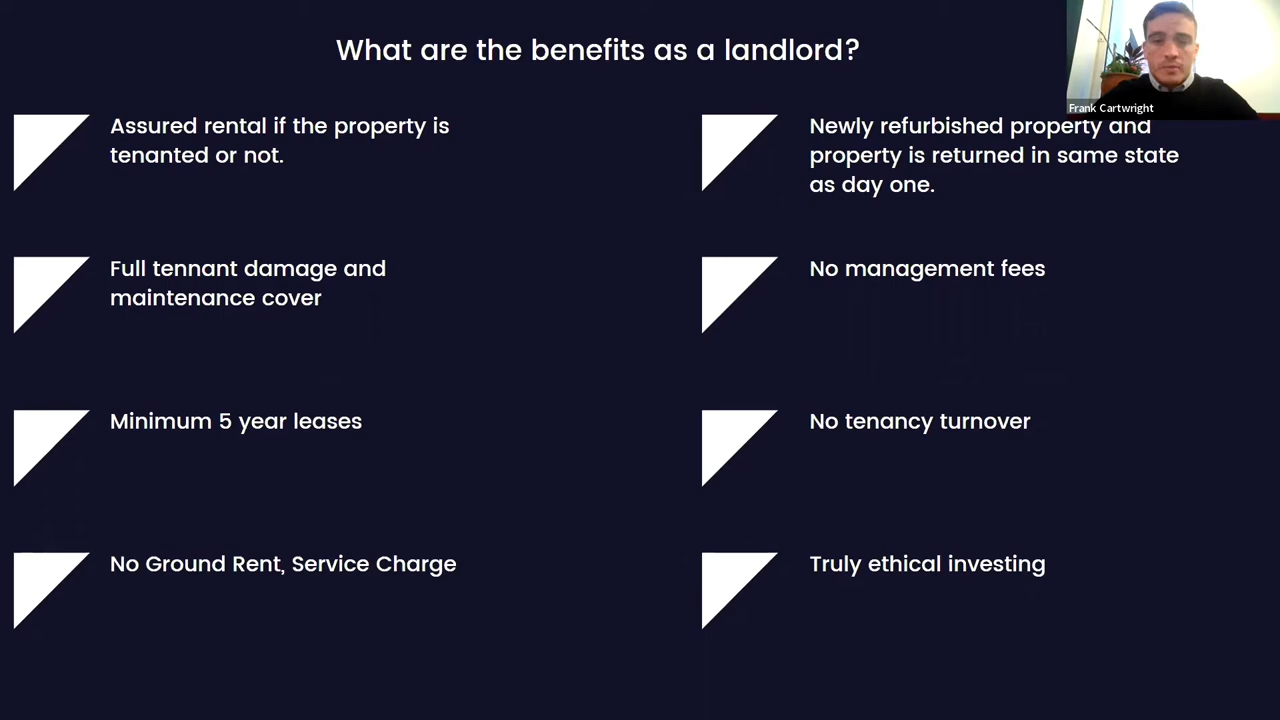 What are the benefits as a landlord?
Frank Cartwright
Assured rental if the property is
tenanted or not.
Newly refurbished property and
property is returned in same state
as day one.
Full tennant damage and
maintenance cover
No management fees
Minimum 5 year leases
No tenancy turnover
No Ground Rent, Service Charge
Truly ethical investing